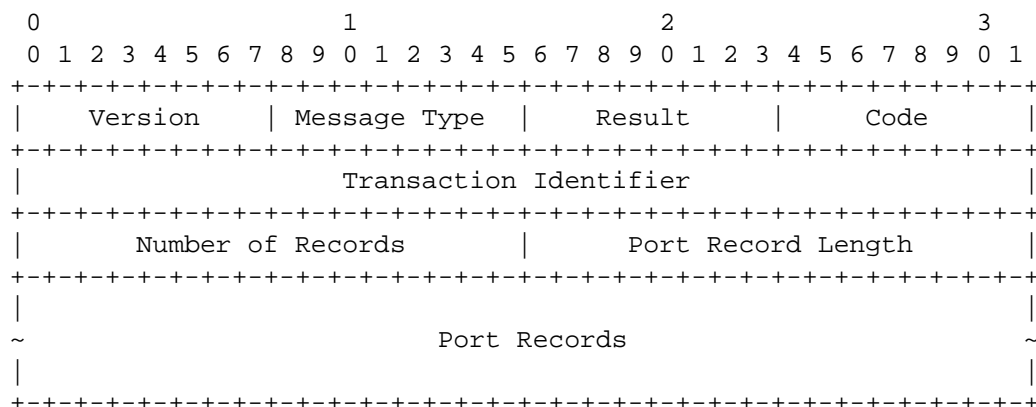 0                   1                   2                   3
 0 1 2 3 4 5 6 7 8 9 0 1 2 3 4 5 6 7 8 9 0 1 2 3 4 5 6 7 8 9 0 1
+-+-+-+-+-+-+-+-+-+-+-+-+-+-+-+-+-+-+-+-+-+-+-+-+-+-+-+-+-+-+-+-+
|    Version    | Message Type  |    Result     |     Code      |
+-+-+-+-+-+-+-+-+-+-+-+-+-+-+-+-+-+-+-+-+-+-+-+-+-+-+-+-+-+-+-+-+
|                    Transaction Identifier                     |
+-+-+-+-+-+-+-+-+-+-+-+-+-+-+-+-+-+-+-+-+-+-+-+-+-+-+-+-+-+-+-+-+
|       Number of Records       |      Port Record Length       |
+-+-+-+-+-+-+-+-+-+-+-+-+-+-+-+-+-+-+-+-+-+-+-+-+-+-+-+-+-+-+-+-+
|                                                               |
~                          Port Records                         ~
|                                                               |
+-+-+-+-+-+-+-+-+-+-+-+-+-+-+-+-+-+-+-+-+-+-+-+-+-+-+-+-+-+-+-+-+